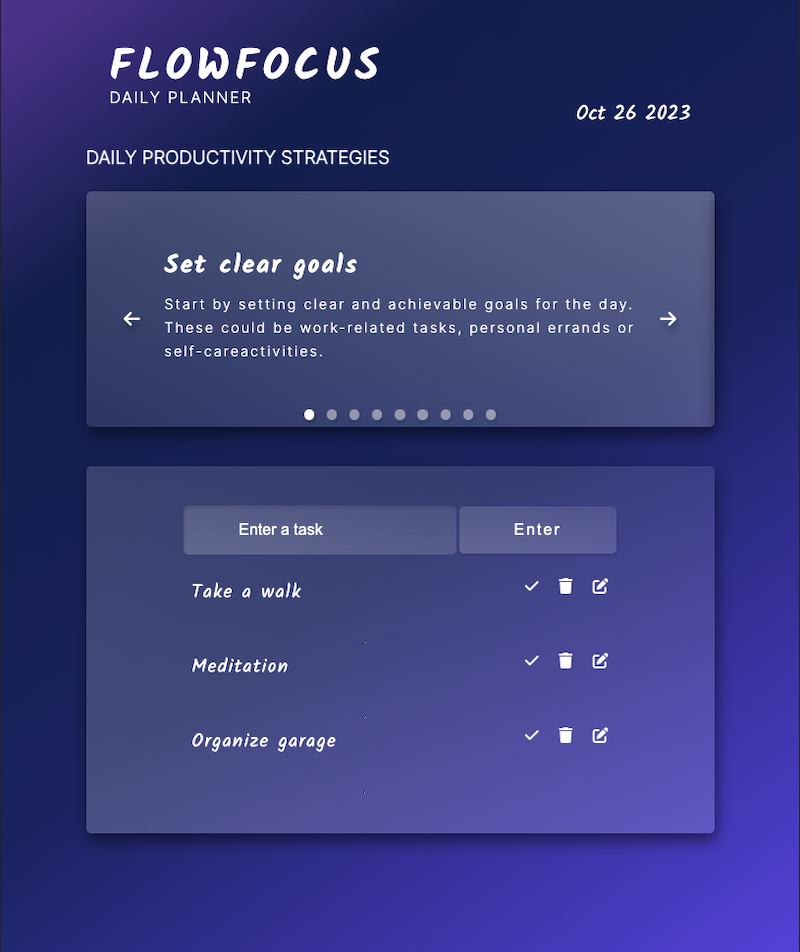 FLOWFOCUS
DAILY PLANNER
Oct 26 2023
DAILY PRODUCTIVITY STRATEGIES
Set clear goals
Start by setting clear and achievable goals for the day.
These could be work-related tasks, personal errands or
self-careactivities.
Enter a task
Enter
Take a walk
Meditation
Organize garage